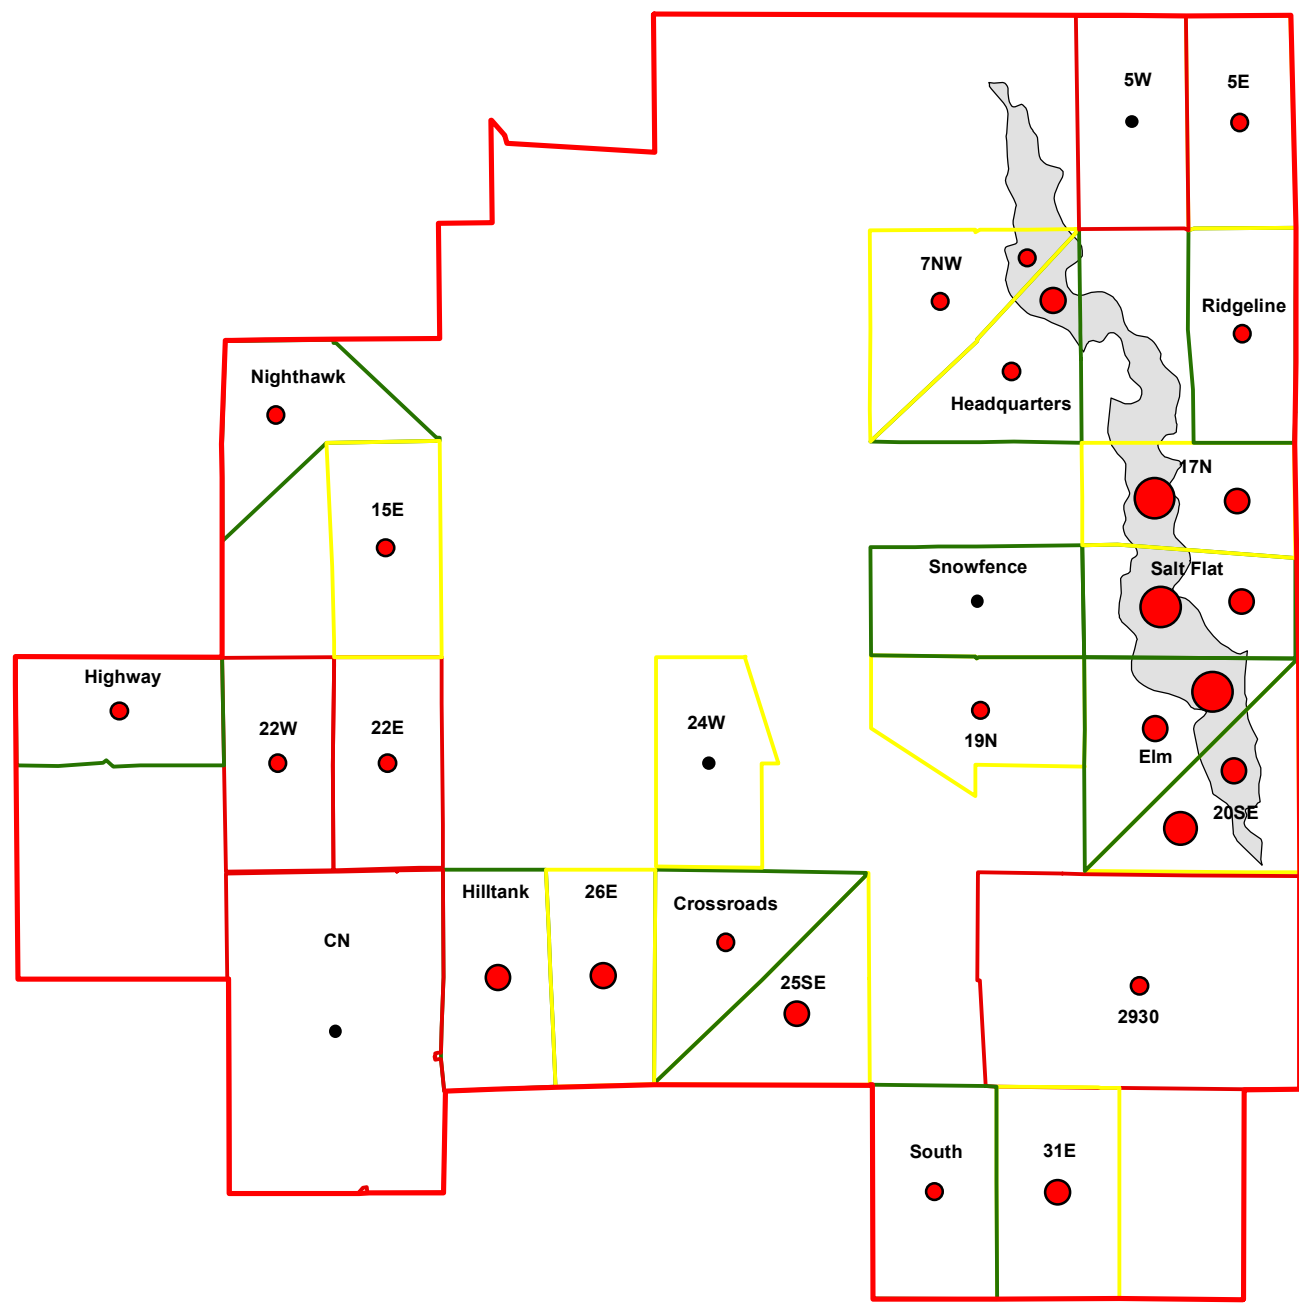 5W
5E
7NW
Ridgeline
Nighthawk
Headquarters
17N
15E
Snowfence
Salt Flat
Highway
22W
22E
24W
19N
Elm
20SE
Hilltank
26E
Crossroads
CN
25SE
2930
South
31E